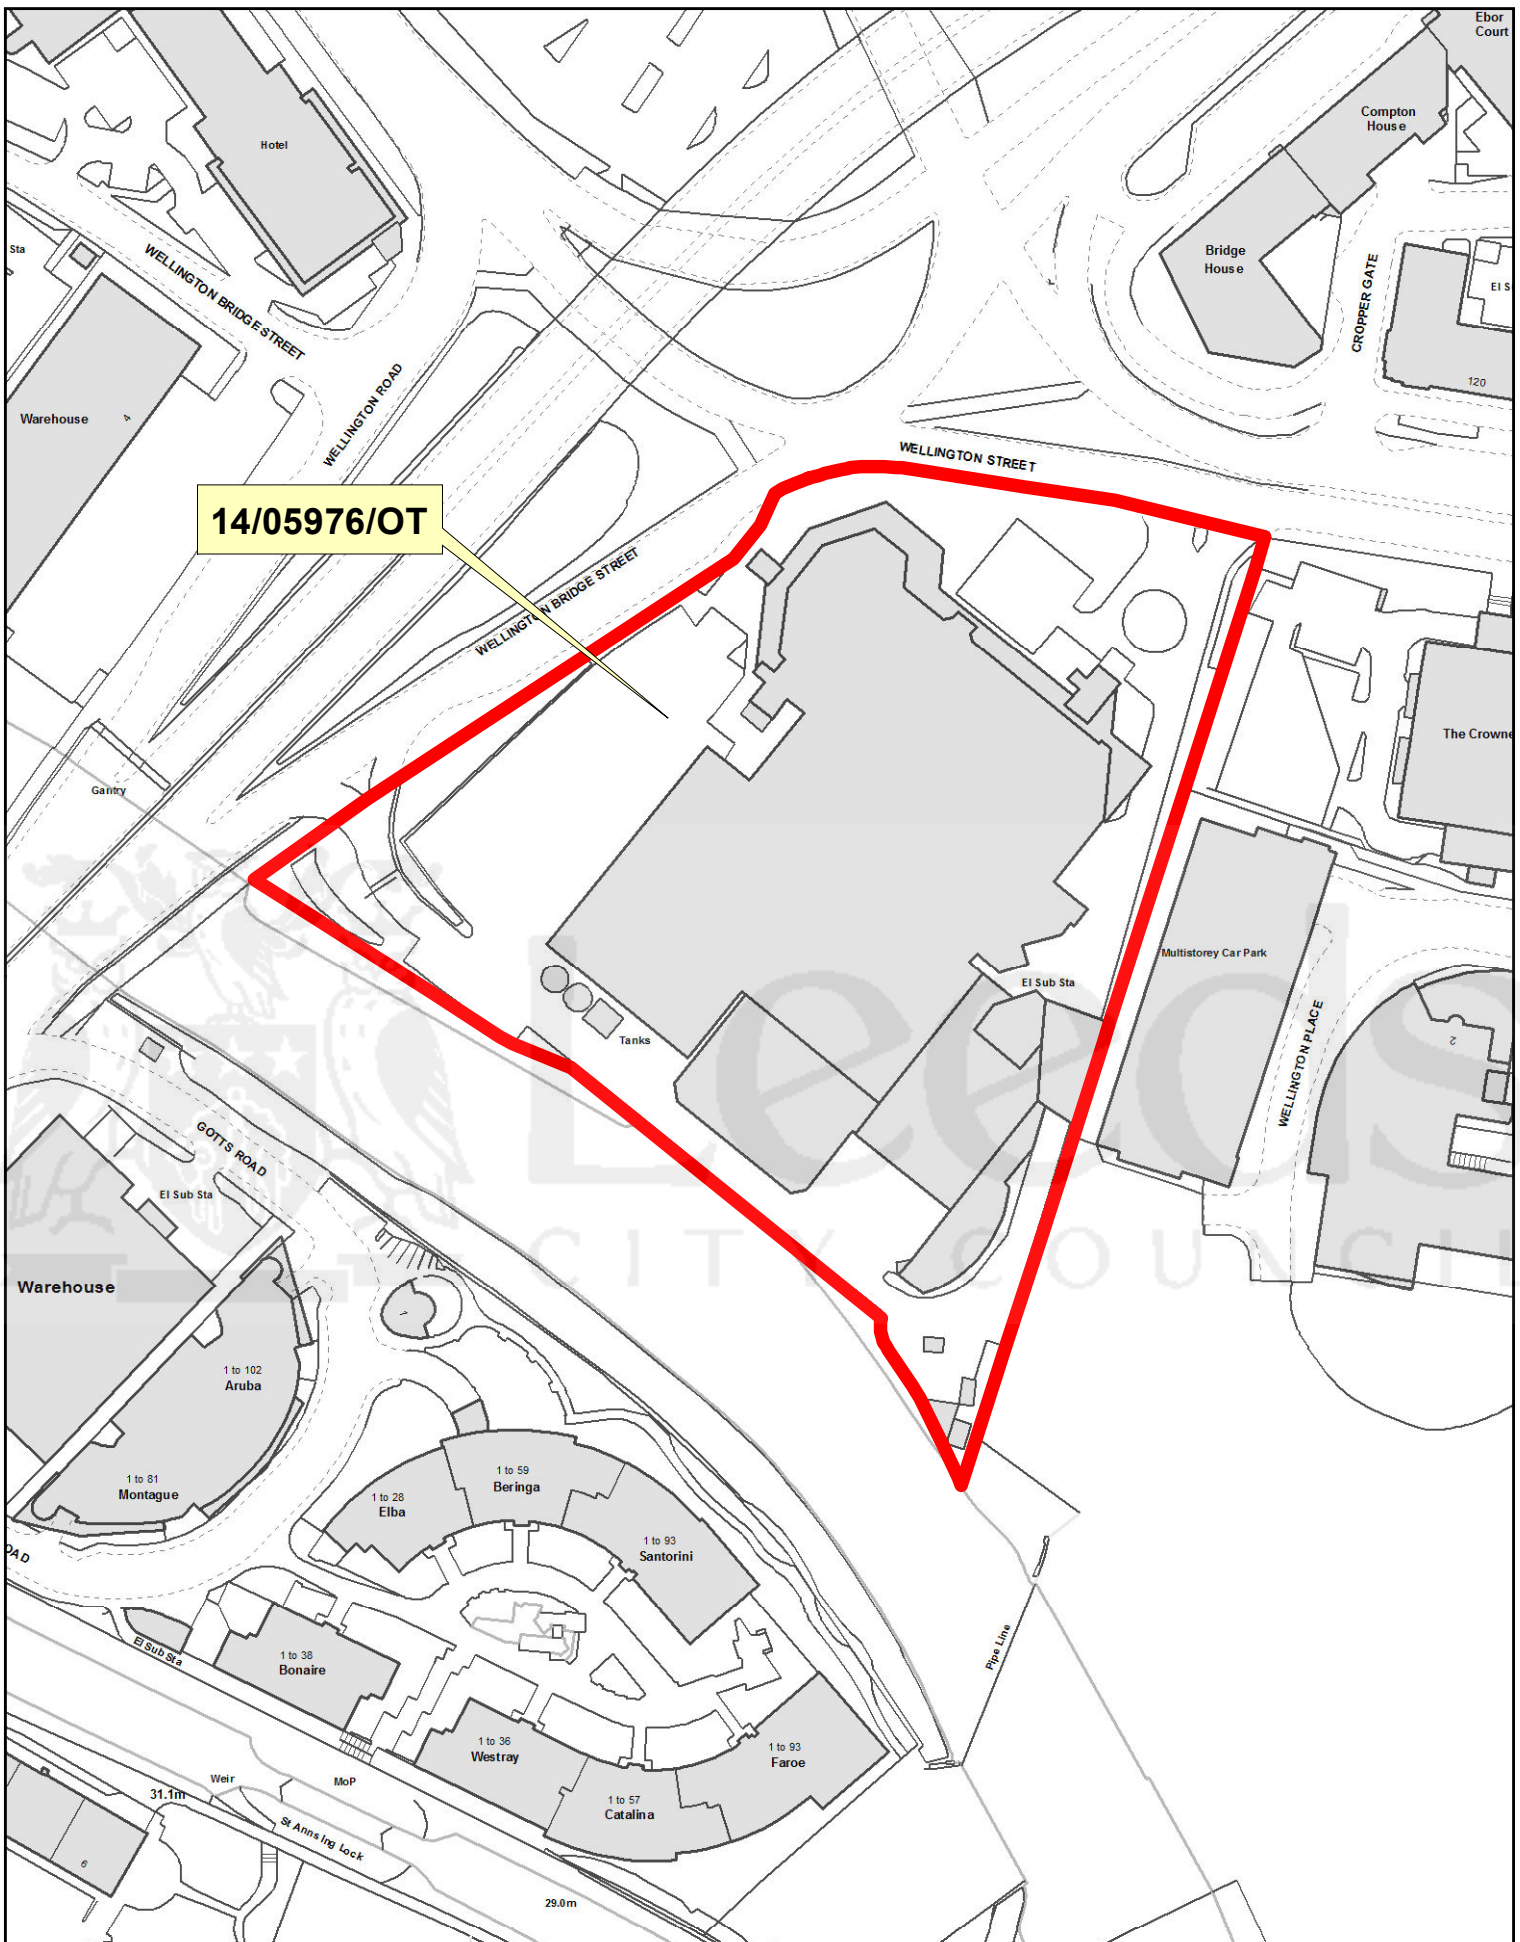 Ebor
Court
Compton
House
Hotel
Sta
WELLINGTON BRIDGE STREET
Bridge
House
CROPPER GATE
El S
120
Warehouse
4
WELLINGTON ROAD
WELLINGTON STREET
14/05976/OT
WELLINGTON BRIDGE STREET
The Crowne
Gantry
Multistorey Car Park
El Sub Sta
Tanks
WELLINGTON PLACE
2
Leeds
CITY COUNCIL
GOTTS ROAD
El Sub Sta
Warehouse
1
1 to 102
Aruba
1 to 81
Montague
1 to 59
Beringa
1 to 28
Elba
1 to 93
Santorini
OAD
El Sub Sta
1 to 38
Bonaire
Pipe Line
1 to 36
Westray
1 to 93
Faroe
Weir
MoP
31.1m
1 to 57
Catalina
St Anns Ing Lock
6
29.0m